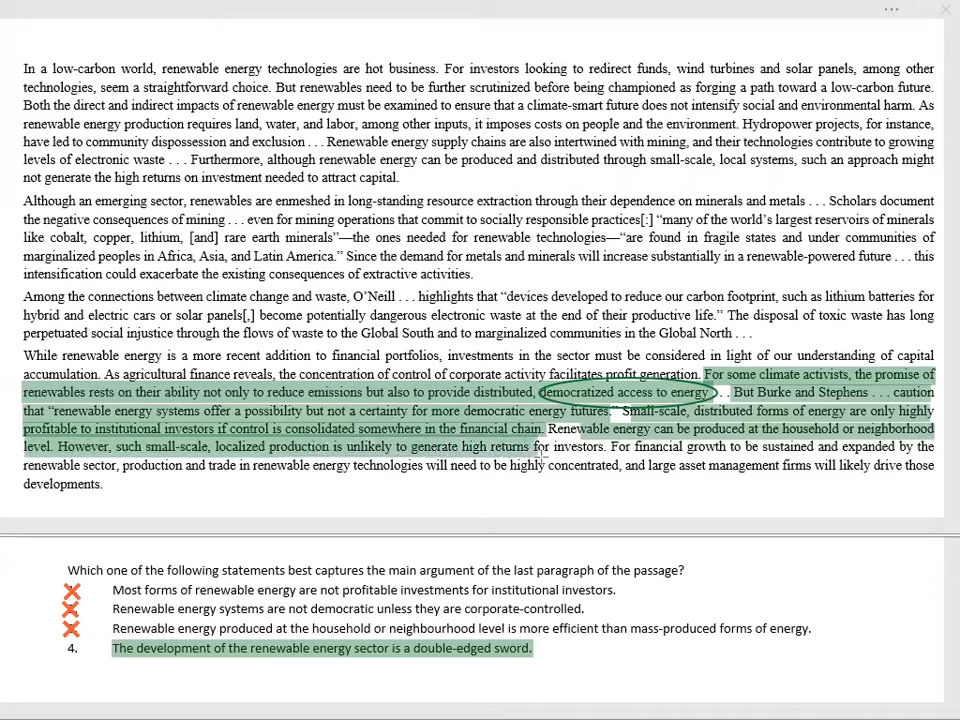 In a low-carbon world, renewable energy technologies are hot business. For investors looking to redirect funds, wind turbines and solar panels, among other
technologies, seem a straightforward choice. But renewables need to be further scrutinized before being championed as forging a path toward a low-carbon future.
Both the direct and indirect impacts of renewable energy must be examined to ensure that a climate-smart future does not intensify social and environmental harm. As
renewable energy production requires land, water, and labor, among other inputs, it imposes costs on people and the environment. Hydropower projects, for instance,
have led to community dispossession and exclusion . . . Renewable energy supply chains are also intertwined with mining, and their technologies contribute to growing
levels of electronic waste . . . Furthermore, although renewable energy can be produced and distributed through small-scale, local systems, such an approach might
not generate the high returns on investment needed to attract capital.
Although an emerging sector, renewables are enmeshed in long-standing resource extraction through their dependence on minerals and metals . . . Scholars document
the negative consequences of mining . . . even for mining operations that commit to socially responsible practices[:] “many of the world’s largest reservoirs of minerals
like cobalt, copper, lithium, [and] rare earth minerals”—the ones needed for renewable technologies—“are found in fragile states and under communities of
marginalized peoples in Africa, Asia, and Latin America.” Since the demand for metals and minerals will increase substantially in a renewable-powered future . . . this
intensification could exacerbate the existing consequences of extractive activities.
Among the connections between climate change and waste, O’Neill . . . highlights that “devices developed to reduce our carbon footprint, such as lithium batteries for
hybrid and electric cars or solar panels[,] become potentially dangerous electronic waste at the end of their productive life.” The disposal of toxic waste has long
perpetuated social injustice through the flows of waste to the Global South and to marginalized communities in the Global North . . .
While renewable energy is a more recent addition to financial portfolios, investments in the sector must be considered in light of our understanding of capital
accumulation. As agricultural finance reveals, the concentration of control of corporate activity facilitates profit generation. For some climate activists, the promise of
renewables rests on their ability not only to reduce emissions but also to provide distributed, democratized access to energy . . . But Burke and Stephens . . . caution
that “renewable energy systems offer a possibility but not a certainty for more democratic energy futures.” Small-scale, distributed forms of energy are only highly
profitable to institutional investors if control is consolidated somewhere in the financial chain. Renewable energy can be produced at the household or neighborhood
level. However, such small-scale, localized production is unlikely to generate high returns for investors. For financial growth to be sustained and expanded by the
renewable sector, production and trade in renewable energy technologies will need to be highly concentrated, and large asset management firms will likely drive those
developments.
Which one of the following statements best captures the main argument of the last paragraph of the passage?
Most forms of renewable energy are not profitable investments for institutional investors.
Renewable energy systems are not democratic unless they are corporate-controlled.
Renewable energy produced at the household or neighbourhood level is more efficient than mass-produced forms of energy.
4. The development of the renewable energy sector is a double-edged sword.